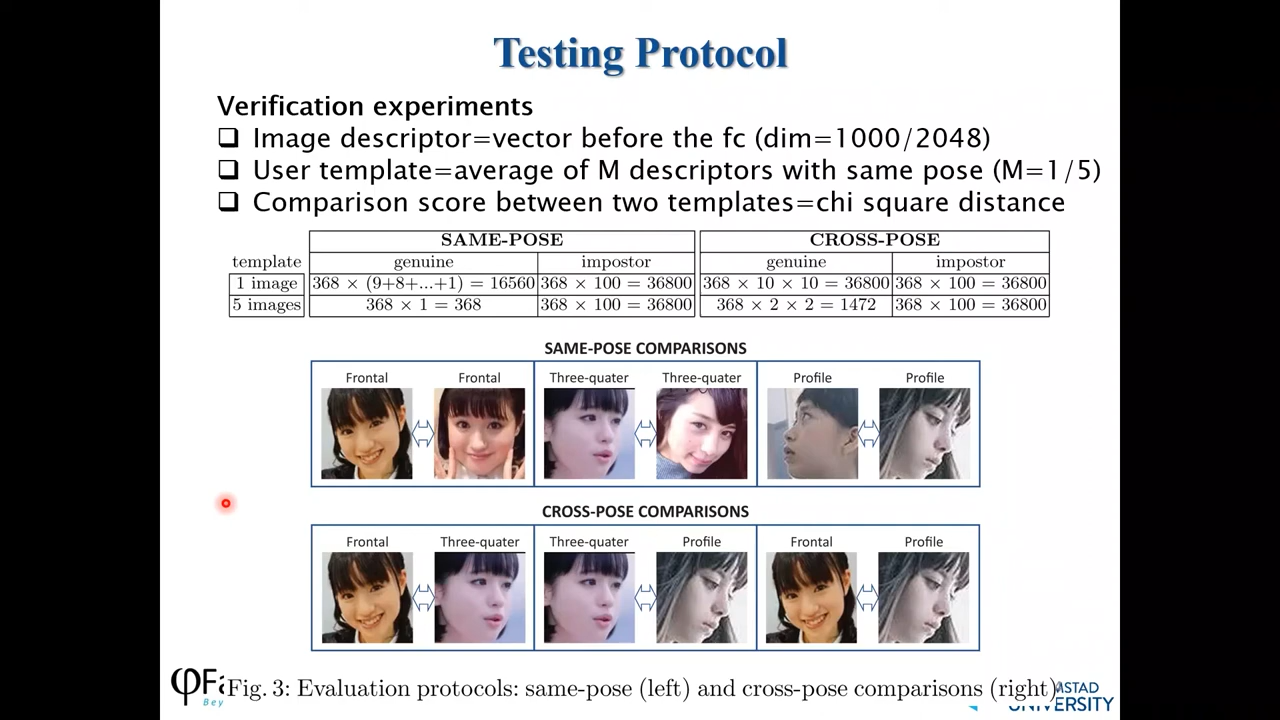 Testing Protocol
Verification experiments
❑ Image descriptor=vector before the fc (dim=1000/2048)
❑ User template=average of M descriptors with same pose (M=1/5)
❑ Comparison score between two templates=chi square distance
SAME-POSE CROSS-POSE
template genuine impostor genuine impostor
1 image 368 × (9+8+...+1) = 16560 368 × 100 = 36800 368 × 10 × 10 = 36800 368 × 100 = 36800
5 images 368 × 1 = 368 368 × 100 = 36800 368 × 2 × 2 = 1472 368 × 100 = 36800
SAME-POSE COMPARISONS
Frontal Frontal Three-quater Three-quater Profile Profile
CROSS-POSE COMPARISONS
Frontal Three-quater Three-quater Profile Frontal Profile
Fig. 3: Evaluation protocols: same-pose (left) and cross-pose comparisons (right)
Bey
UNIVERSITY